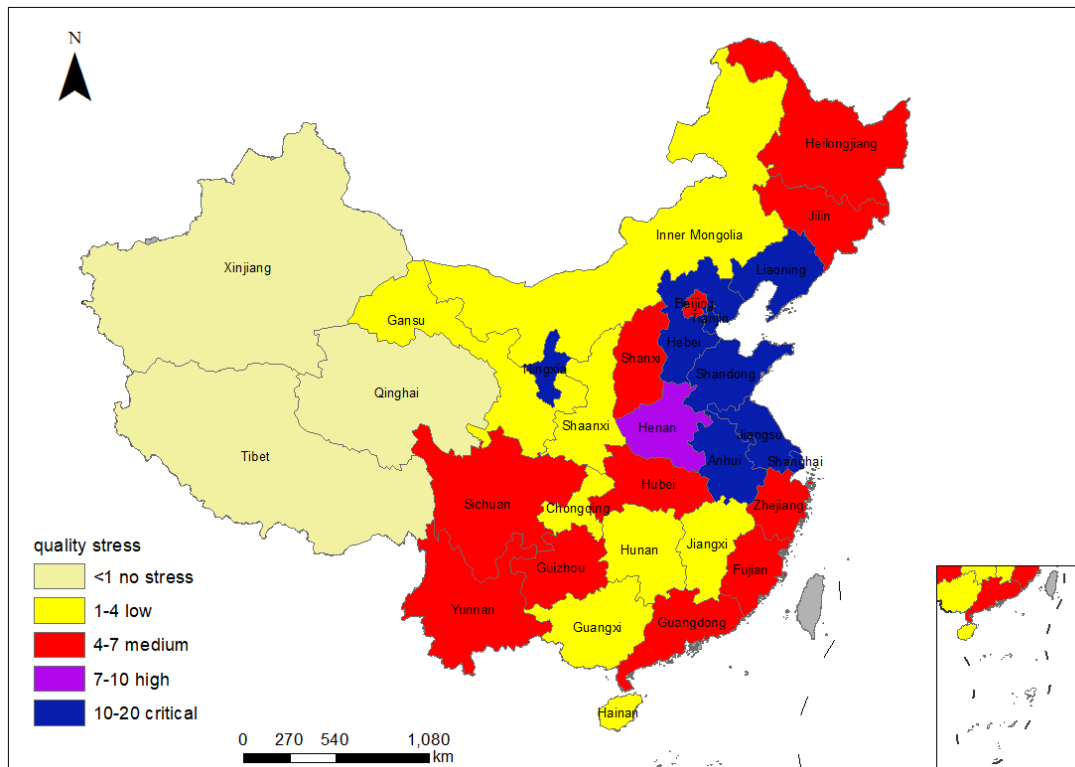 N
Heilongjiang
Jilin
Inner Mongolia
Liaoning
Xinjiang
Beijing
Tianjin
Gansu
Hebei
Shanxi
Ningxia
Shandong
Qinghai
Shaanxi
Henan
Jiangsu
Tibet
Anhui
Shanghai
Hubei
Sichuan
Chongqing
Zhejiang
Hunan
Jiangxi
Guizhou
Fujian
Yunnan
Guangxi
Guangdong
Hainan
quality stress
<1 no stress
1-4 low
4-7 medium
7-10 high
10-20 critical
0 270 540 1,080
km